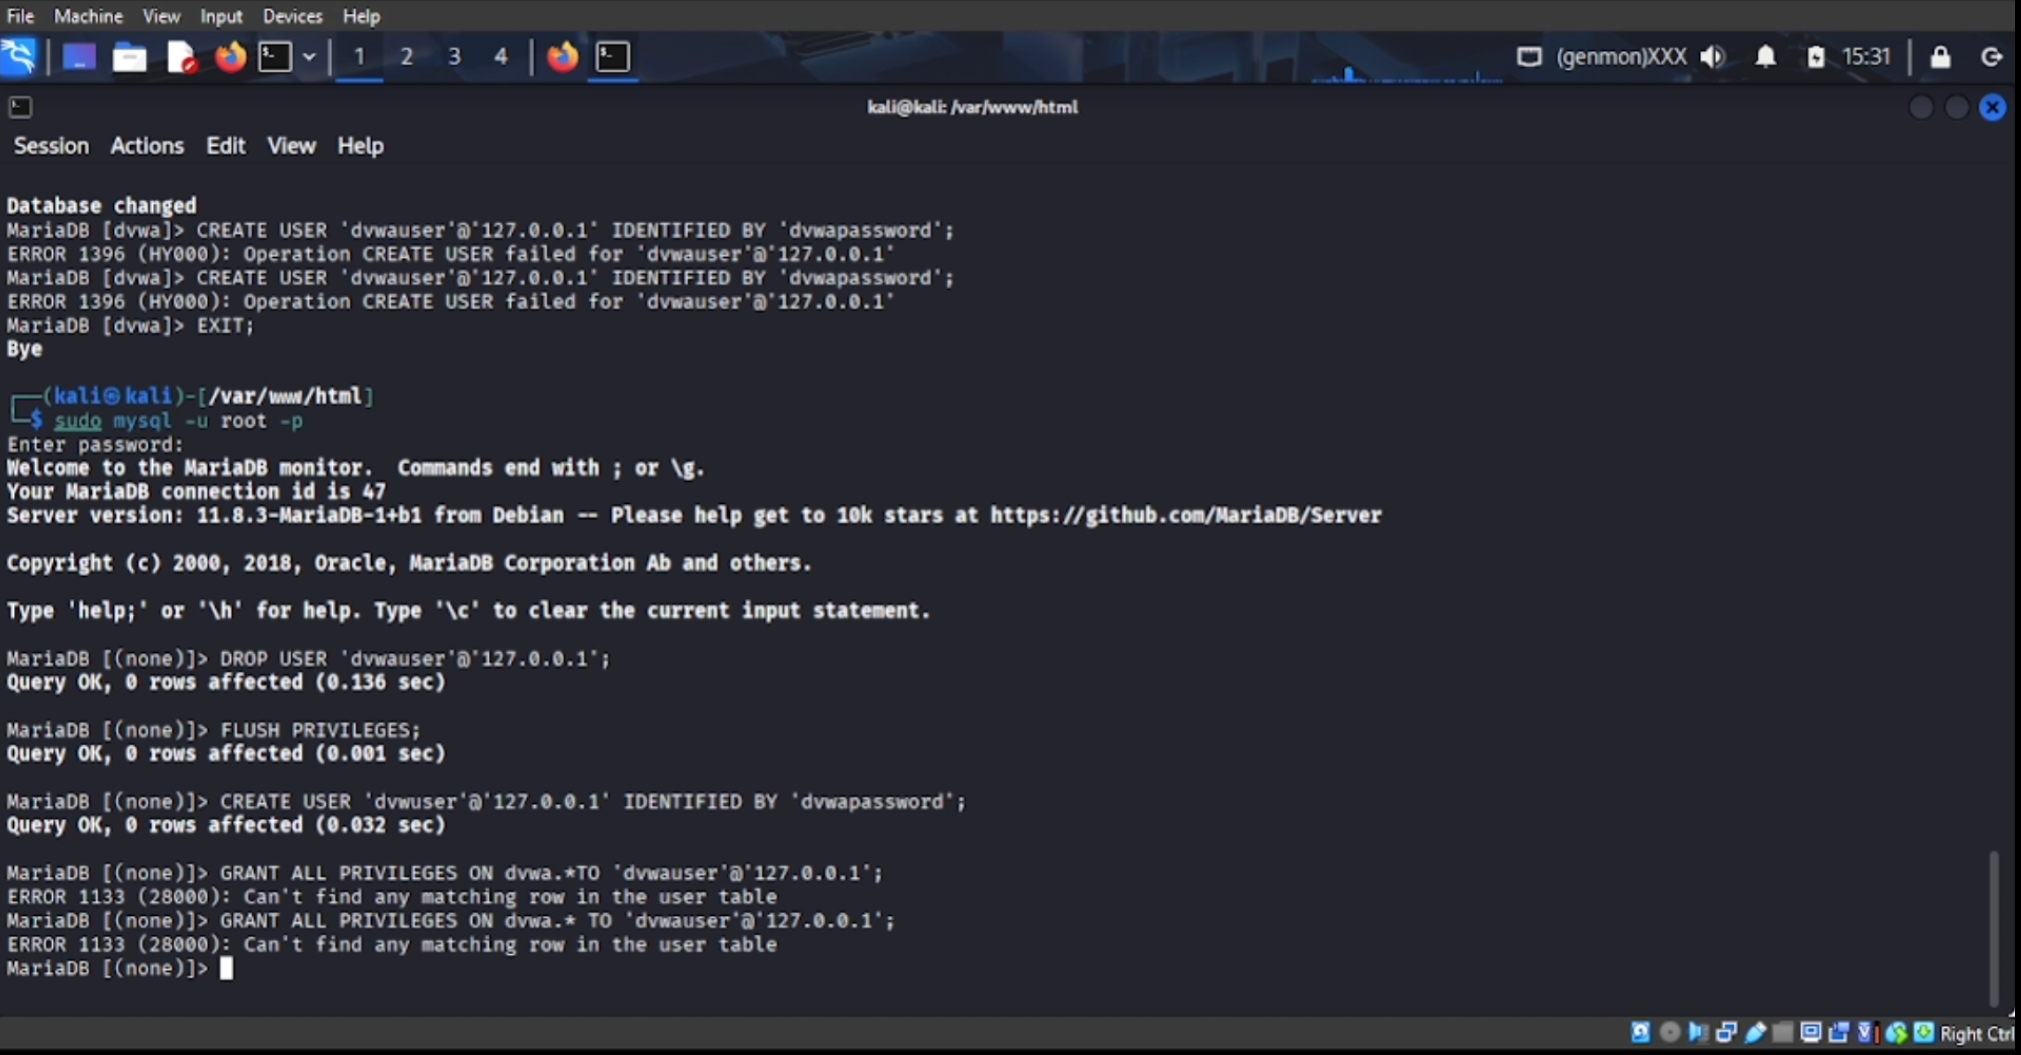 File Machine View Input Devices Help
1 2 3 4 (genmon)XXX 15:31
kali@kali: /var/www/html
Session Actions Edit View Help
Database changed
MariaDB [dvwa]> CREATE USER 'dvwauser'@'127.0.0.1' IDENTIFIED BY 'dvwapassword';
ERROR 1396 (HY000): Operation CREATE USER failed for 'dvwauser'@'127.0.0.1'
MariaDB [dvwa]> CREATE USER 'dvwauser'@'127.0.0.1' IDENTIFIED BY 'dvwapassword';
ERROR 1396 (HY000): Operation CREATE USER failed for 'dvwauser'@'127.0.0.1'
MariaDB [dvwa]> EXIT;
Bye
┌──(kali㉿kali)-[/var/www/html]
└─$ sudo mysql -u root -p
Enter password:
Welcome to the MariaDB monitor.  Commands end with ; or \g.
Your MariaDB connection id is 47
Server version: 11.8.3-MariaDB-1+b1 from Debian -- Please help get to 10k stars at https://github.com/MariaDB/Server
Copyright (c) 2000, 2018, Oracle, MariaDB Corporation Ab and others.
Type 'help;' or '\h' for help. Type '\c' to clear the current input statement.
MariaDB [(none)]> DROP USER 'dvwauser'@'127.0.0.1';
Query OK, 0 rows affected (0.136 sec)
MariaDB [(none)]> FLUSH PRIVILEGES;
Query OK, 0 rows affected (0.001 sec)
MariaDB [(none)]> CREATE USER 'dvwuser'@'127.0.0.1' IDENTIFIED BY 'dvwapassword';
Query OK, 0 rows affected (0.032 sec)
MariaDB [(none)]> GRANT ALL PRIVILEGES ON dvwa.*TO 'dvwauser'@'127.0.0.1';
ERROR 1133 (28000): Can't find any matching row in the user table
MariaDB [(none)]> GRANT ALL PRIVILEGES ON dvwa.* TO 'dvwauser'@'127.0.0.1';
ERROR 1133 (28000): Can't find any matching row in the user table
MariaDB [(none)]>
Right Ctrl